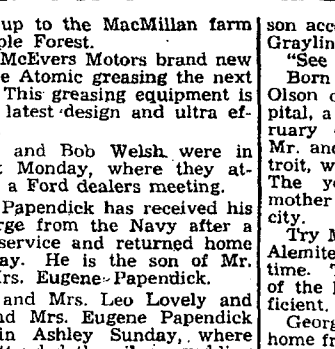 up to the MacMillan farm
ple Forest.
McEvers Motors brand new
e Atomic greasing the next
This greasing equipment is
latest design and ultra ef-
and Bob Welsh were in
t Monday, where they at-
a Ford dealers meeting.
Papendick has received his
rge from the Navy after a
service and returned home
ay. He is the son of Mr.
rs. Eugene Papendick.
and Mrs. Leo Lovely and
nd Mrs. Eugene Papendick
in Ashley Sunday, where
son acc
Graylin
"See
Born
Olson
pital, a
ruary
Mr. and
troit, w
The y
mother
city.
Try M
Alemite
time. T
of the
ficient.
Georg
home fr